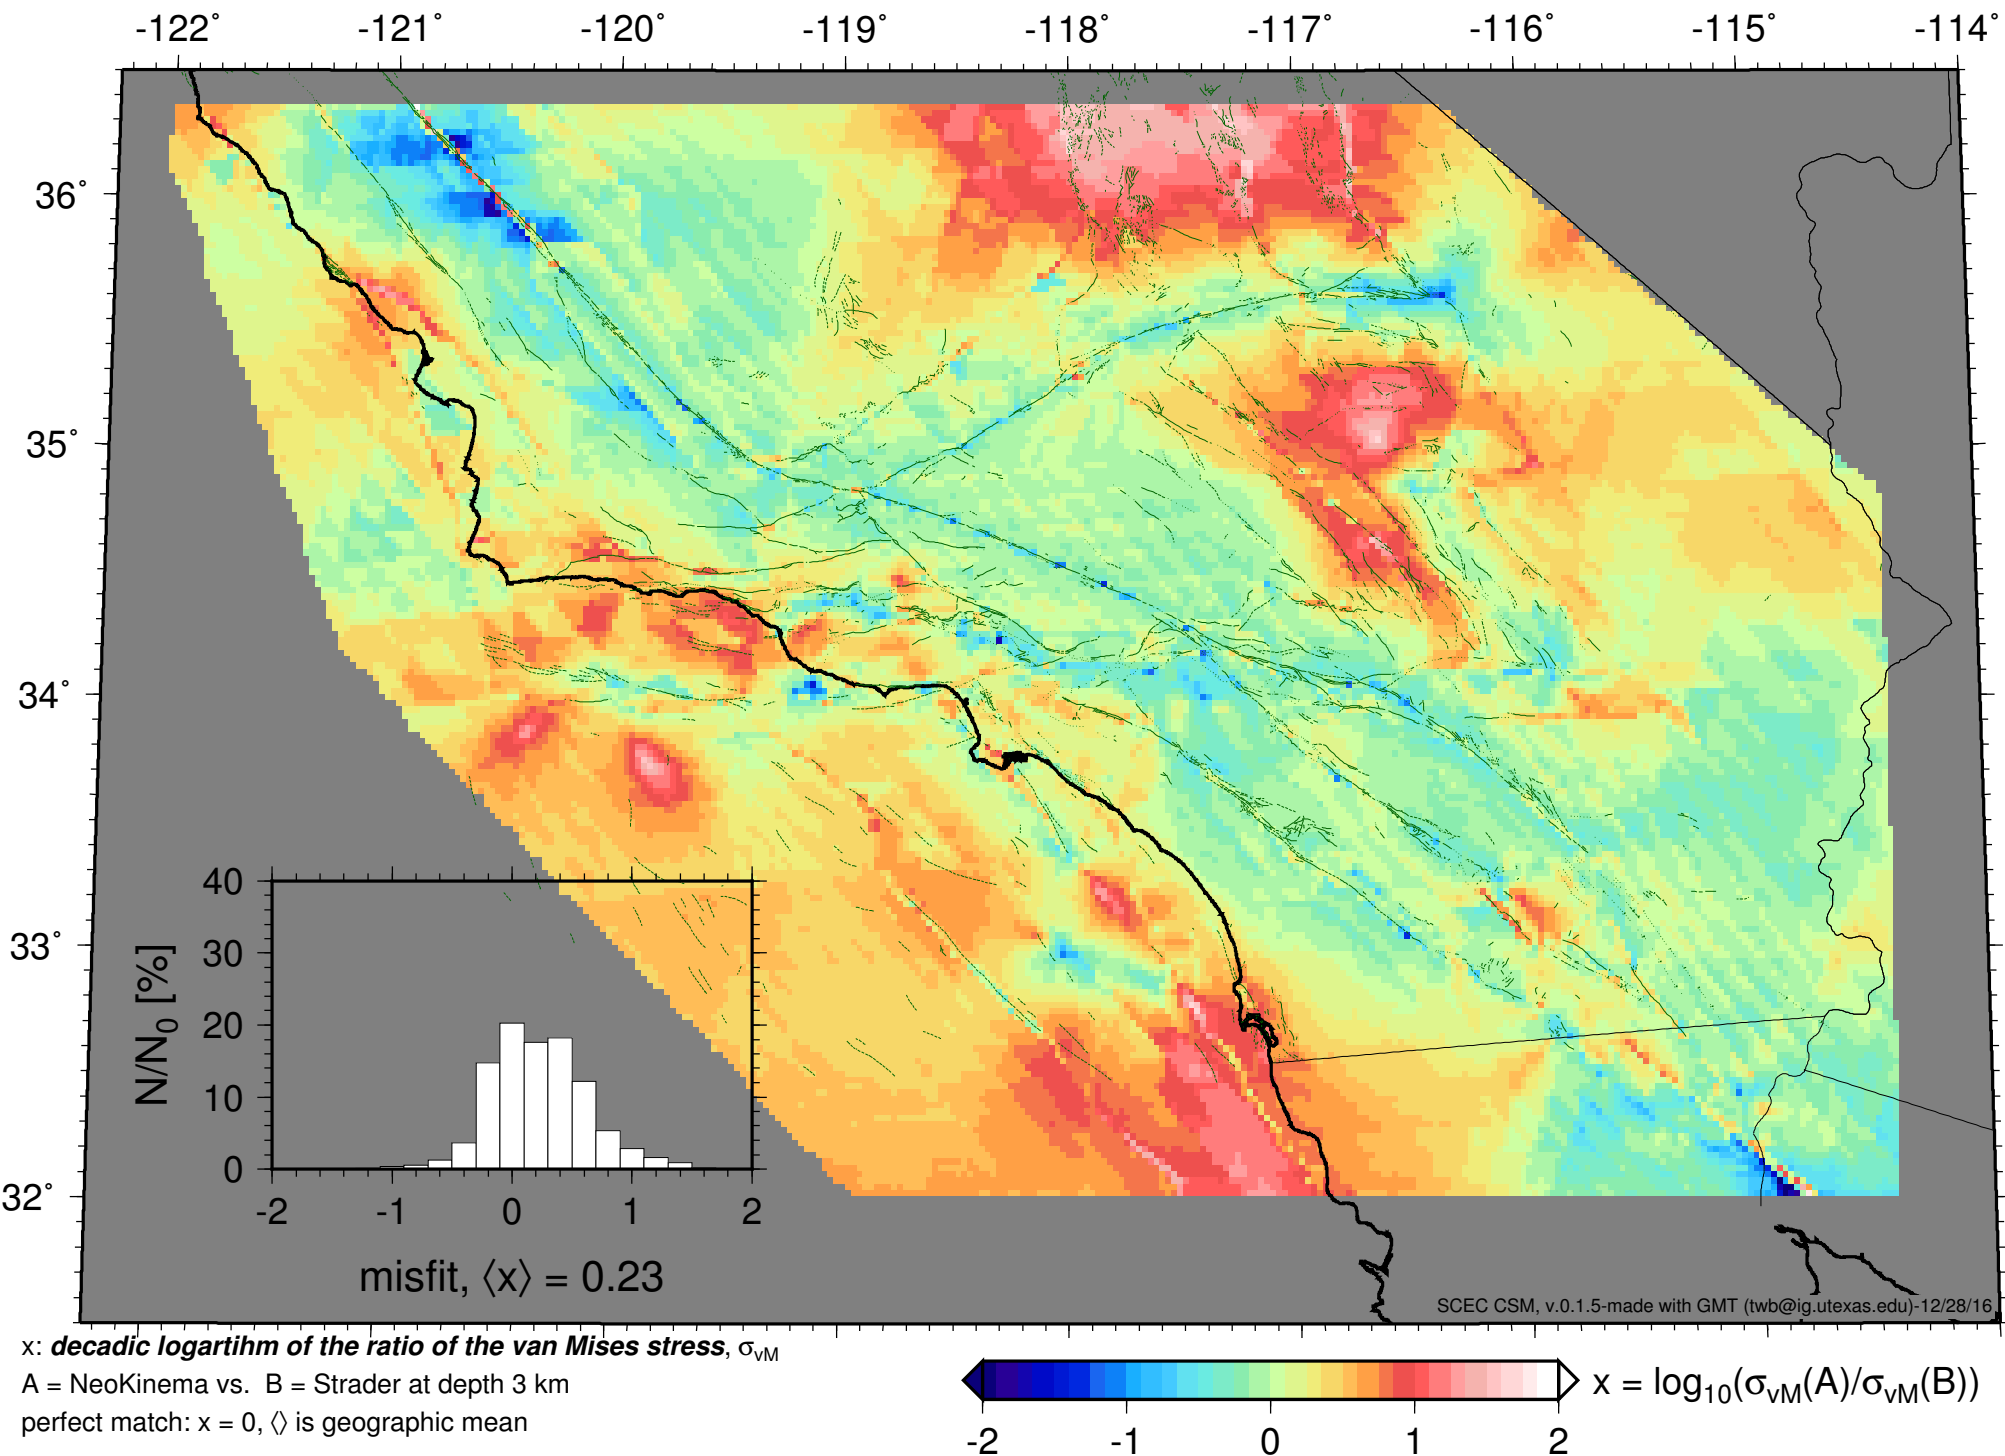 -122˚ -121˚ -120˚ -119˚ -118˚ -117˚ -116˚ -115˚ -114˚
36˚
35˚
34˚
33˚
32˚
40
30
20
10
0
N/N0 [%]
-2 -1 0 1 2
misfit, ⟨x⟩ = 0.23
SCEC CSM, v.0.1.5-made with GMT (twb@ig.utexas.edu)-12/28/16
x: decadic logartihm of the ratio of the van Mises stress, σvM
A = NeoKinema vs. B = Strader at depth 3 km
perfect match: x = 0, ⟨⟩ is geographic mean
x = log10(σvM(A)/σvM(B))
-2 -1 0 1 2